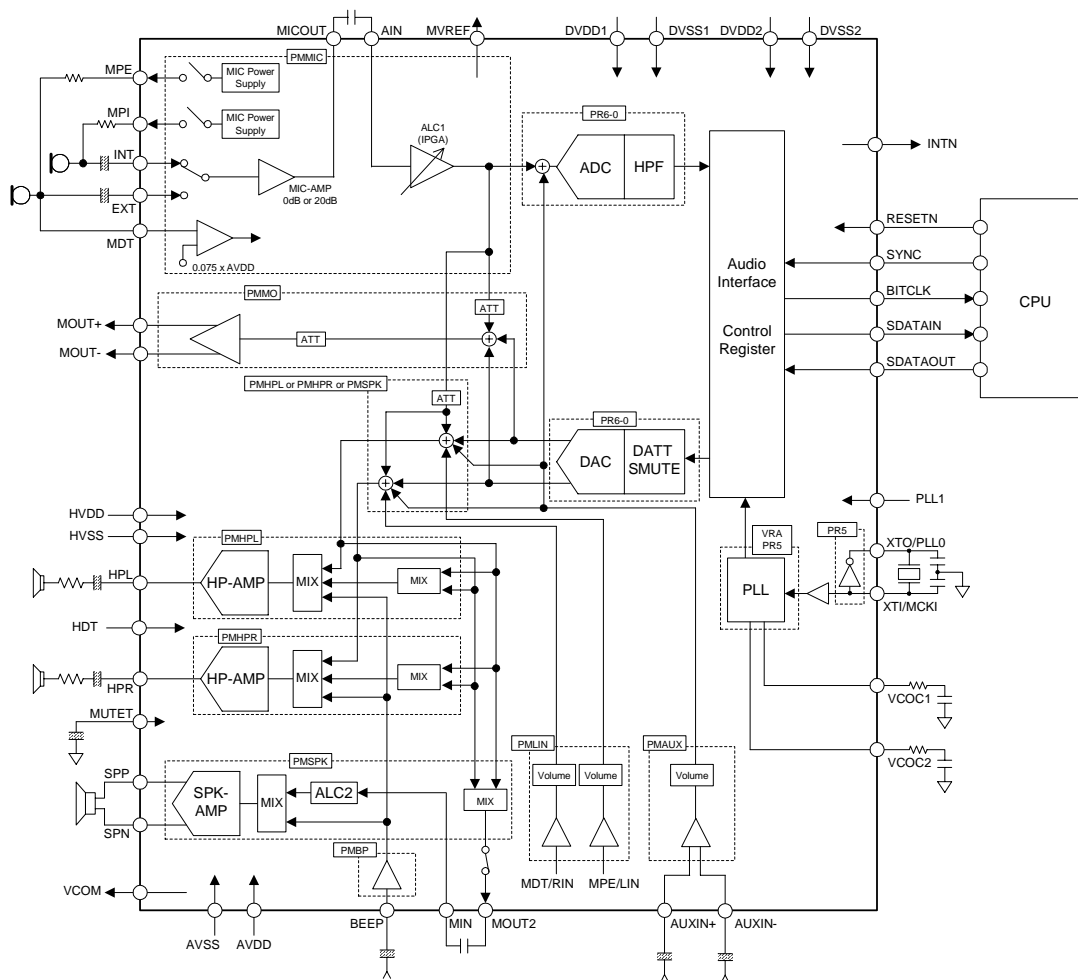 MICOUT
AIN
MVREF
DVDD1
DVSS1
DVDD2
DVSS2
PMMIC
MPE
MIC Power
Supply
MPI
MIC Power
Supply
INT
EXT
MDT
MIC-AMP
0dB or 20dB
0.075 x AVDD
ALC1
(IPGA)
PR6-0
ADC
HPF
Audio
Interface
Control
Register
INTN
RESETN
SYNC
BITCLK
SDATAIN
SDATAOUT
CPU
PMMO
MOUT+
MOUT-
ATT
ATT
PMHPL or PMHPR or PMSPK
ATT
PR6-0
DAC
DATT
SMUTE
PLL1
HVDD
HVSS
VRA
PR5
PR5
XTO/PLL0
XTI/MCKI
PLL
PMHPL
HPL
HP-AMP
MIX
MIX
HDT
PMHPR
HPR
HP-AMP
MIX
MIX
MUTET
VCOC1
VCOC2
PMSPK
SPP
SPN
SPK-
AMP
MIX
ALC2
MIX
PMLIN
Volume
Volume
PMAUX
Volume
PMBP
MDT/RIN
MPE/LIN
VCOM
AVSS
AVDD
BEEP
MIN
MOUT2
AUXIN+
AUXIN-